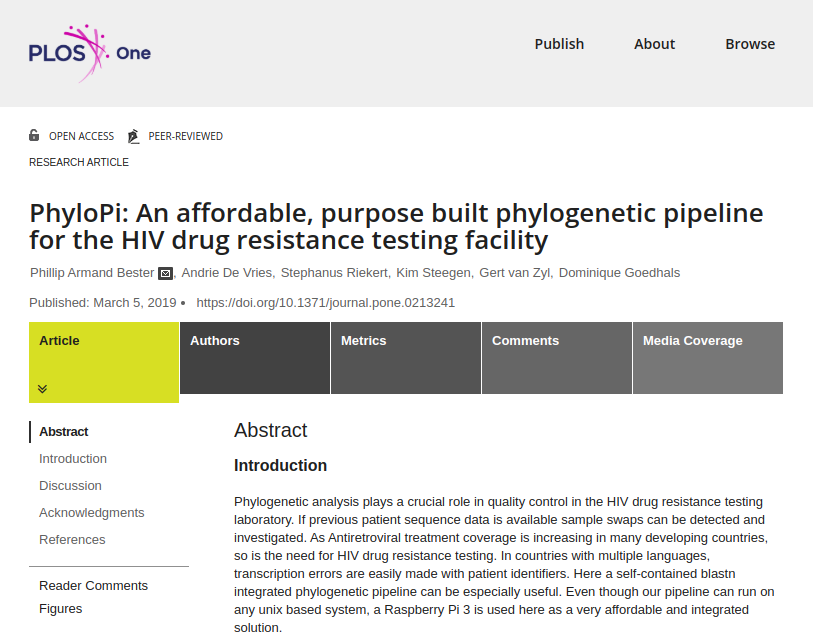 PLOS One
Publish
About
Browse
OPEN ACCESS
PEER-REVIEWED
RESEARCH ARTICLE
PhyloPi: An affordable, purpose built phylogenetic pipeline
for the HIV drug resistance testing facility
Phillip Armand Bester , Andrie De Vries, Stephanus Riekert, Kim Steegen, Gert van Zyl, Dominique Goedhals
Published: March 5, 2019 • https://doi.org/10.1371/journal.pone.0213241
Article
Authors
Metrics
Comments
Media Coverage
Abstract
Introduction
Discussion
Acknowledgments
References
Reader Comments
Figures
Abstract
Introduction
Phylogenetic analysis plays a crucial role in quality control in the HIV drug resistance testing
laboratory. If previous patient sequence data is available sample swaps can be detected and
investigated. As Antiretroviral treatment coverage is increasing in many developing countries,
so is the need for HIV drug resistance testing. In countries with multiple languages,
transcription errors are easily made with patient identifiers. Here a self-contained blastn
integrated phylogenetic pipeline can be especially useful. Even though our pipeline can run on
any unix based system, a Raspberry Pi 3 is used here as a very affordable and integrated
solution.